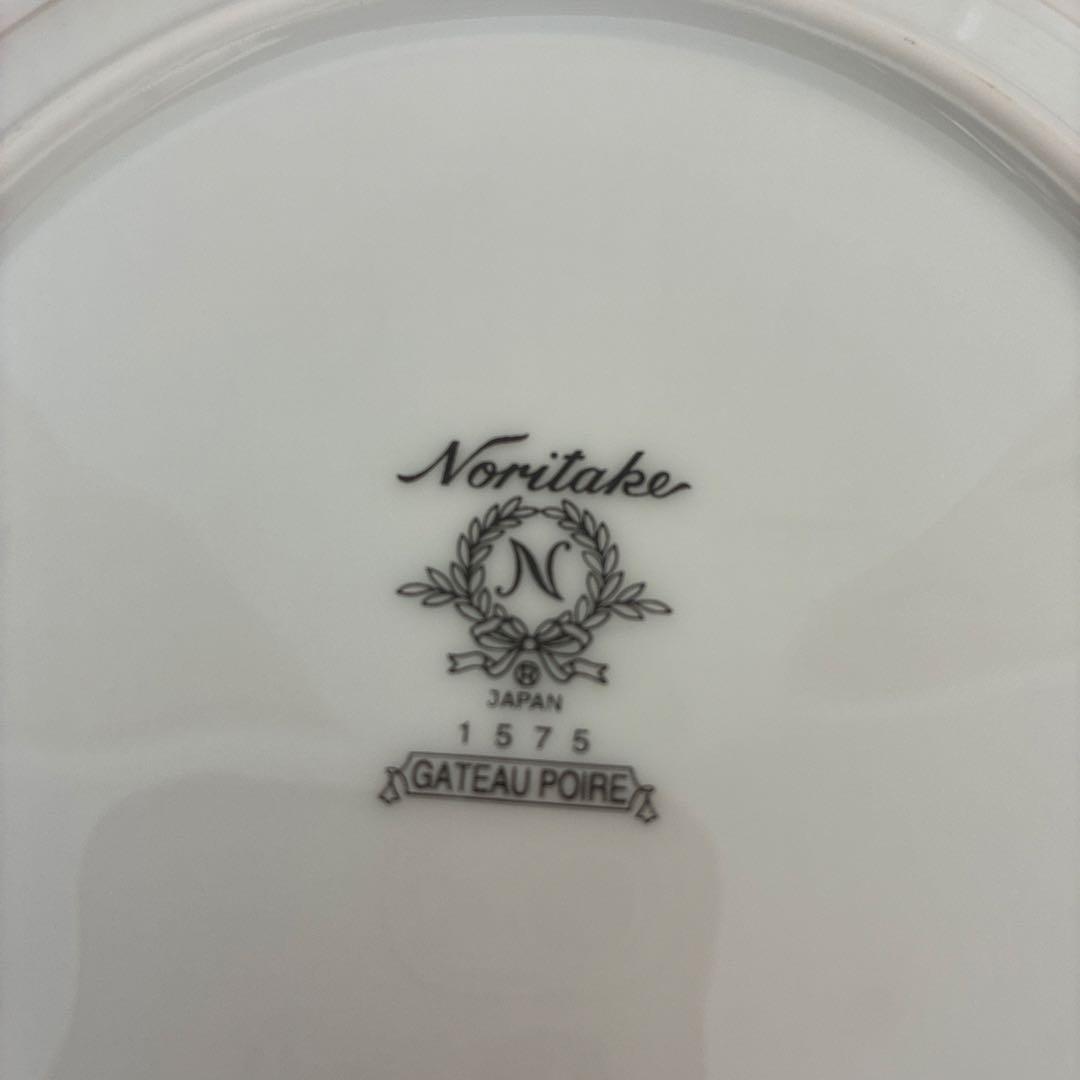 Noritake
N
®
JAPAN
1575
GATEAU POIRE